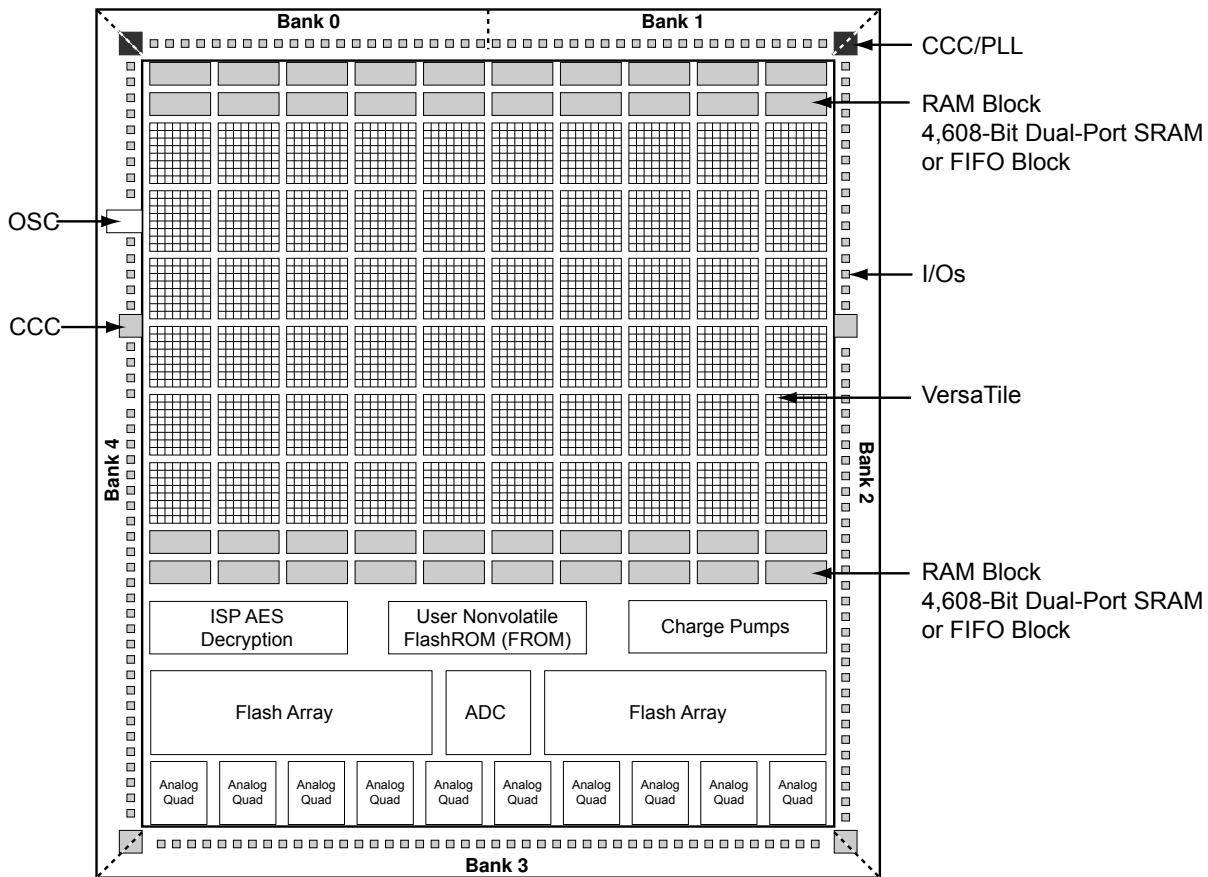 Bank 0
Bank 1
CCC/PLL
RAM Block
4,608-Bit Dual-Port SRAM
or FIFO Block
OSC
I/Os
CCC
VersaTile
Bank 4
Bank 2
RAM Block
4,608-Bit Dual-Port SRAM
or FIFO Block
ISP AES
Decryption
User Nonvolatile
FlashROM (FROM)
Charge Pumps
Flash Array
ADC
Flash Array
Analog
Quad
Analog
Quad
Analog
Quad
Analog
Quad
Analog
Quad
Analog
Quad
Analog
Quad
Analog
Quad
Analog
Quad
Analog
Quad
Bank 3